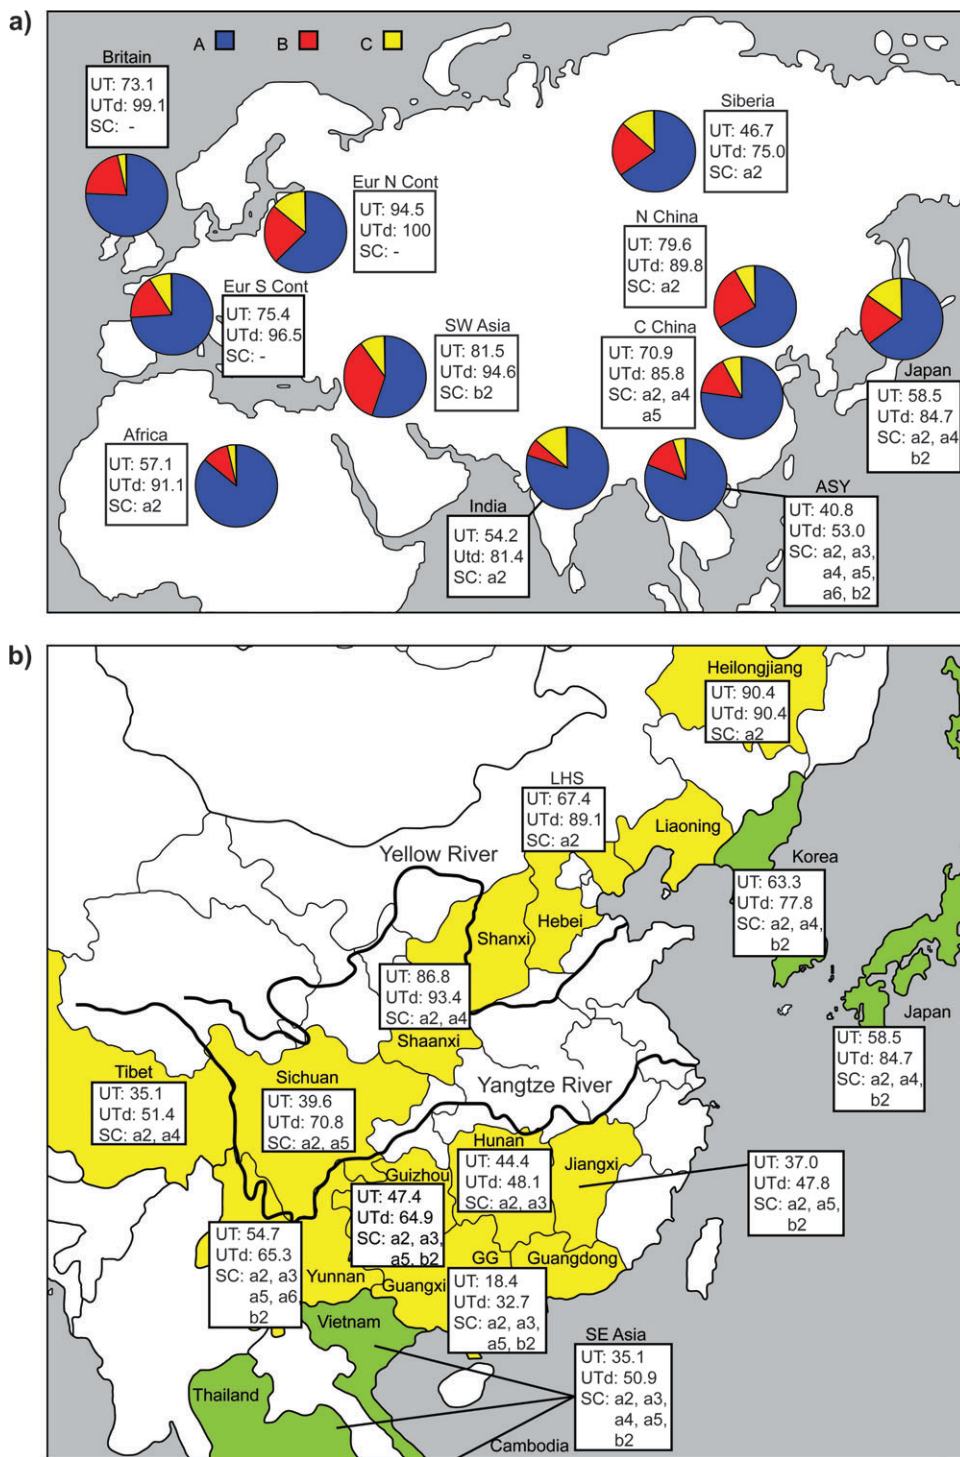 a)
A
B
C
Britain
UT: 73.1
UTd: 99.1
SC: -
Siberia
UT: 46.7
UTd: 75.0
SC: a2
Eur N Cont
UT: 94.5
UTd: 100
SC: -
N China
UT: 79.6
UTd: 89.8
SC: a2
Eur S Cont
UT: 75.4
UTd: 96.5
SC: -
SW Asia
UT: 81.5
UTd: 94.6
SC: b2
C China
UT: 70.9
UTd: 85.8
SC: a2, a4
a5
Japan
UT: 58.5
UTd: 84.7
SC: a2, a4
b2
Africa
UT: 57.1
UTd: 91.1
SC: a2
India
UT: 54.2
Utd: 81.4
SC: a2
ASY
UT: 40.8
UTd: 53.0
SC: a2, a3,
a4, a5,
a6, b2
b)
Heilongjiang
UT: 90.4
UTd: 90.4
SC: a2
LHS
UT: 67.4
UTd: 89.1
SC: a2
Liaoning
Yellow River
Korea
UT: 63.3
UTd: 77.8
SC: a2, a4,
b2
Hebei
Shanxi
UT: 86.8
UTd: 93.4
SC: a2, a4
Shaanxi
Japan
UT: 58.5
UTd: 84.7
SC: a2, a4,
b2
Tibet
UT: 35.1
UTd: 51.4
SC: a2, a4
Sichuan
UT: 39.6
UTd: 70.8
SC: a2, a5
Yangtze River
Hunan
UT: 44.4
UTd: 48.1
SC: a2, a3
Jiangxi
UT: 37.0
UTd: 47.8
SC: a2, a5,
b2
Guizhou
UT: 47.4
UTd: 64.9
SC: a2, a3,
a5, b2
UT: 54.7
UTd: 65.3
SC: a2, a3
a5, a6,
b2
Yunnan
Guangxi
GG
Guangdong
UT: 18.4
UTd: 32.7
SC: a2, a3,
a5, b2
Vietnam
SE Asia
UT: 35.1
UTd: 50.9
SC: a2, a3,
a4, a5,
b2
Thailand
Cambodia